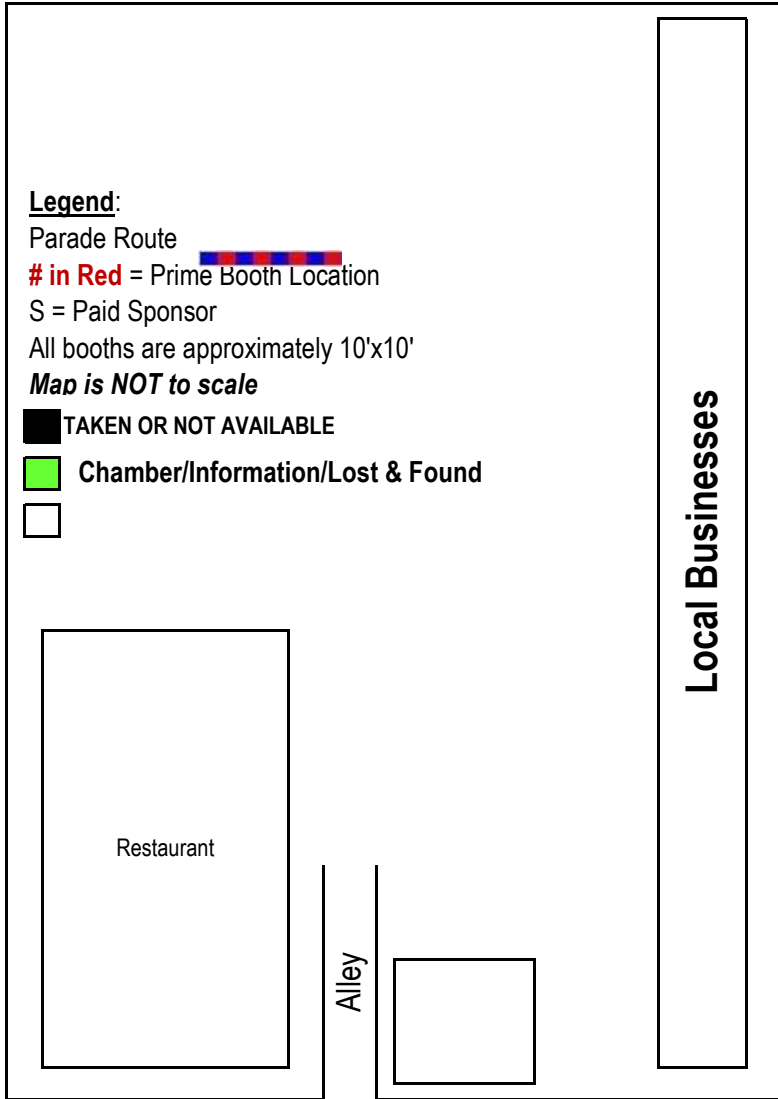 Legend:
Parade Route
# in Red = Prime Booth Location
S = Paid Sponsor
All booths are approximately 10'x10'
Map is NOT to scale
TAKEN OR NOT AVAILABLE
Chamber/Information/Lost & Found
Local Businesses
Restaurant
Alley